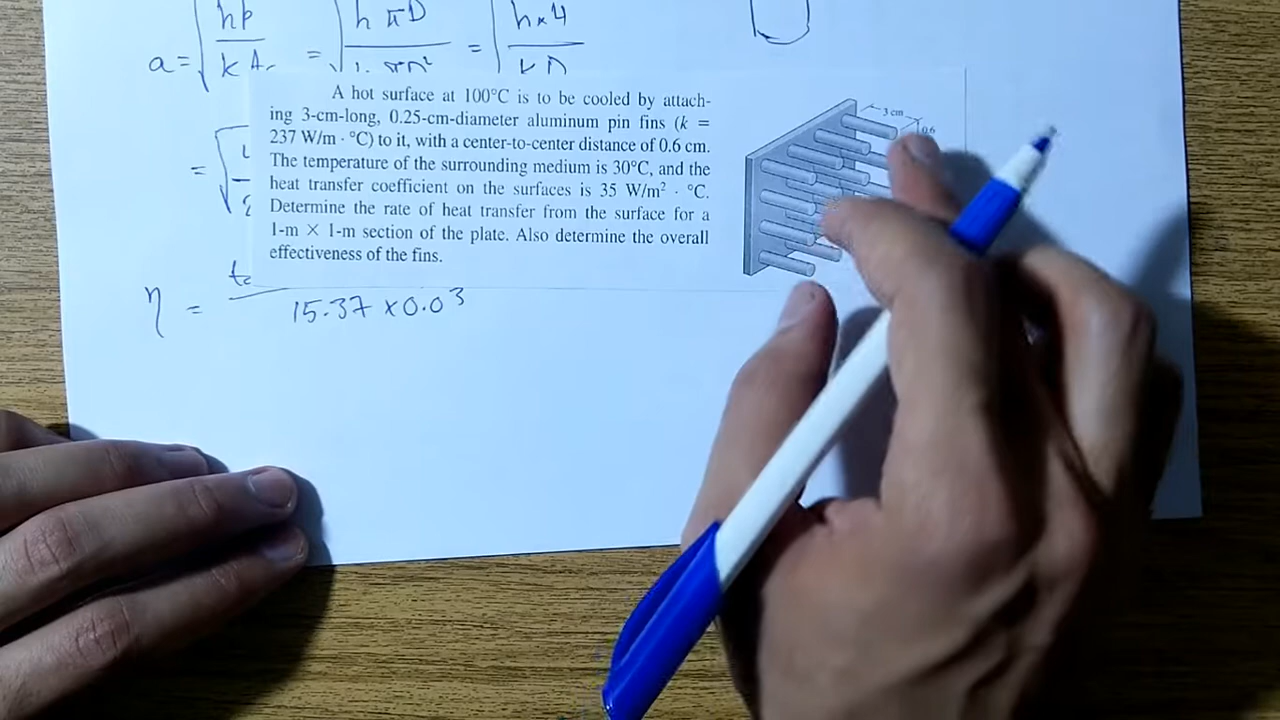 a = √ hp / k A = √ h π D / = √ h × 4 / k D
A hot surface at 100°C is to be cooled by attach-
ing 3-cm-long, 0.25-cm-diameter aluminum pin fins (k =
237 W/m · °C) to it, with a center-to-center distance of 0.6 cm.
The temperature of the surrounding medium is 30°C, and the
heat transfer coefficient on the surfaces is 35 W/m² · °C.
Determine the rate of heat transfer from the surface for a
1-m × 1-m section of the plate. Also determine the overall
effectiveness of the fins.
3 cm
0.6
η =
15.37 × 0.03